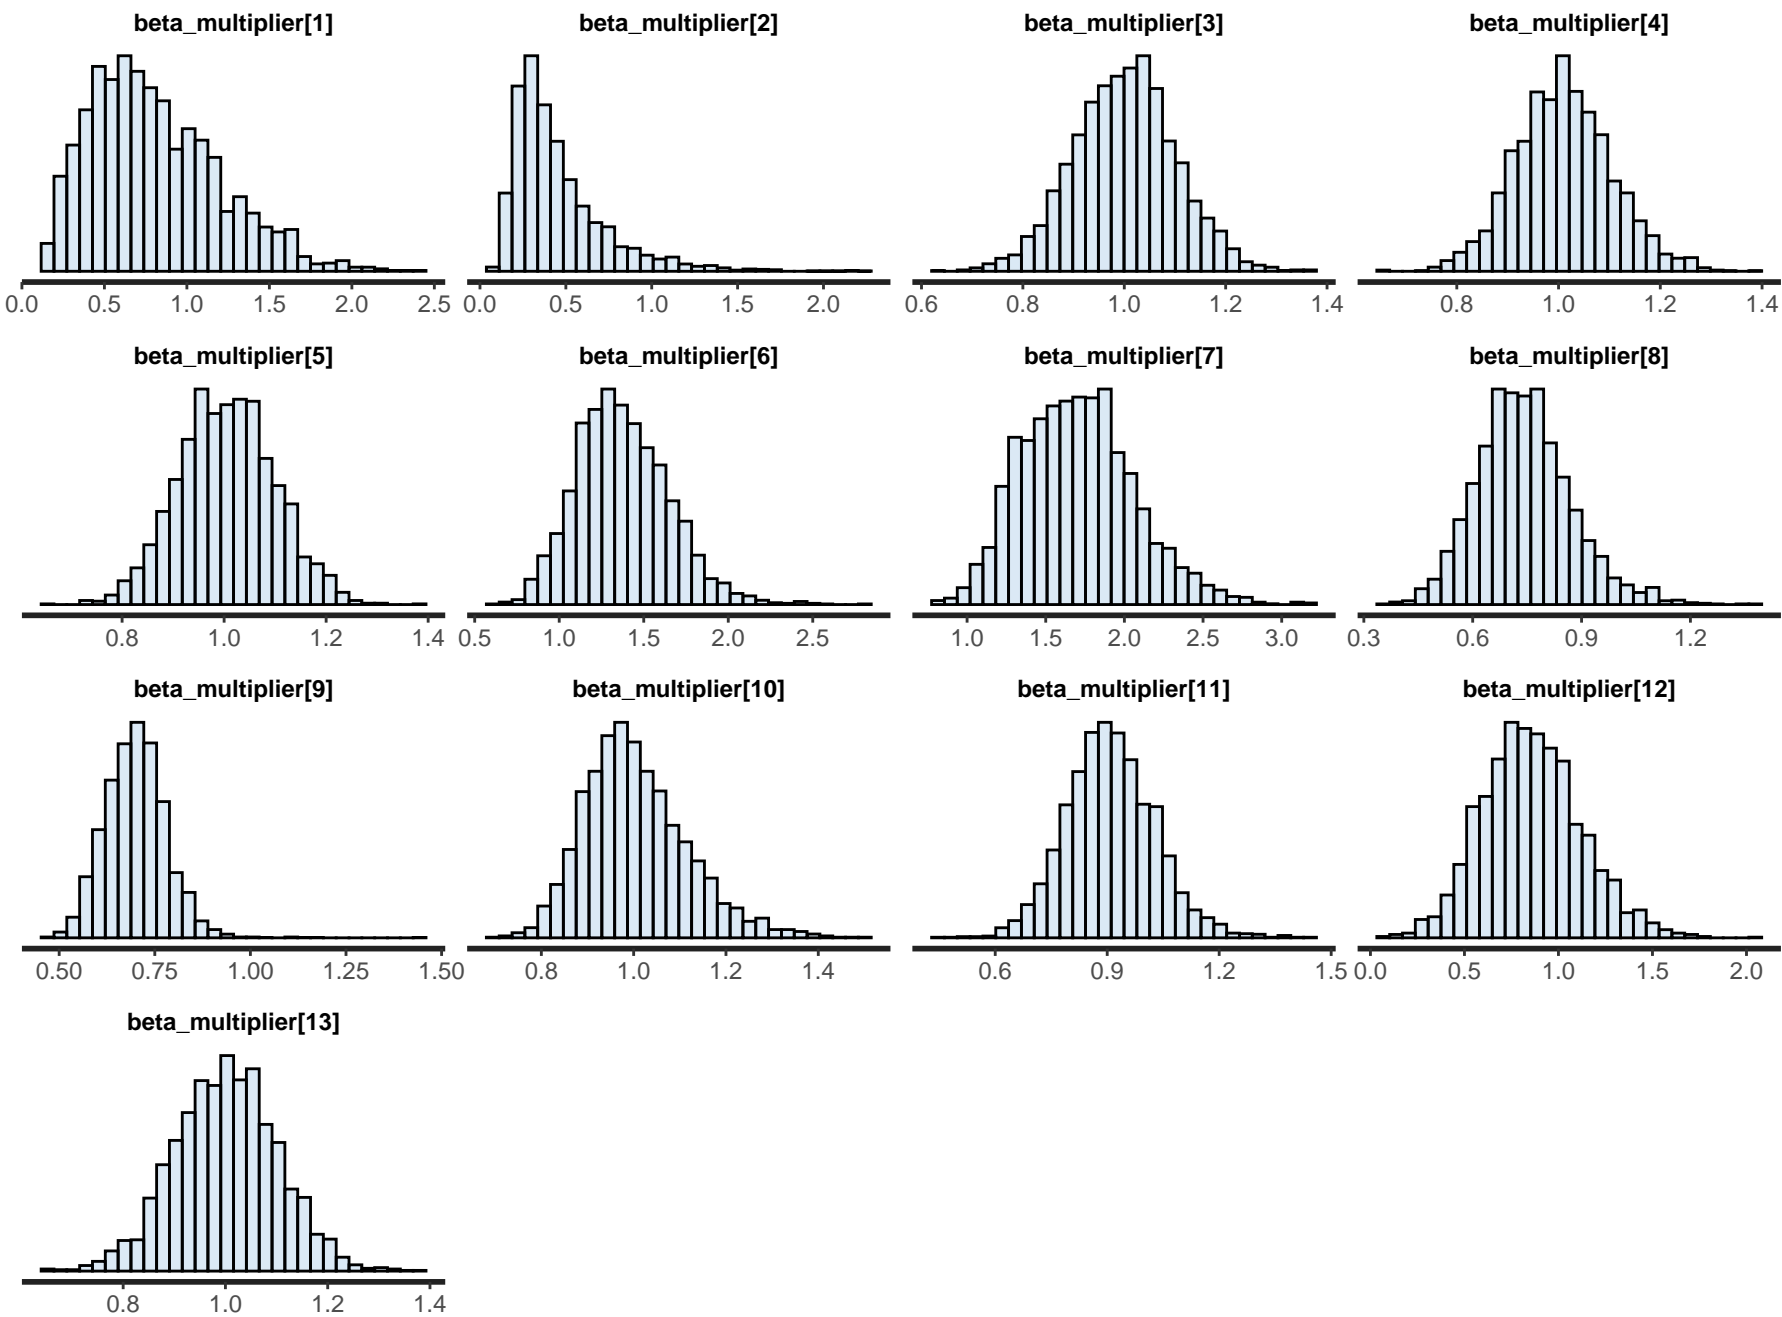 beta_multiplier[1] beta_multiplier[2] beta_multiplier[3] beta_multiplier[4]
0.0 0.5 1.0 1.5 2.0 2.5 0.0 0.5 1.0 1.5 2.0 0.6 0.8 1.0 1.2 1.4 0.8 1.0 1.2 1.4
beta_multiplier[5] beta_multiplier[6] beta_multiplier[7] beta_multiplier[8]
0.8 1.0 1.2 1.4 0.5 1.0 1.5 2.0 2.5 1.0 1.5 2.0 2.5 3.0 0.3 0.6 0.9 1.2
beta_multiplier[9] beta_multiplier[10] beta_multiplier[11] beta_multiplier[12]
0.50 0.75 1.00 1.25 1.50 0.8 1.0 1.2 1.4 0.6 0.9 1.2 1.5 0.0 0.5 1.0 1.5 2.0
beta_multiplier[13]
0.8 1.0 1.2 1.4